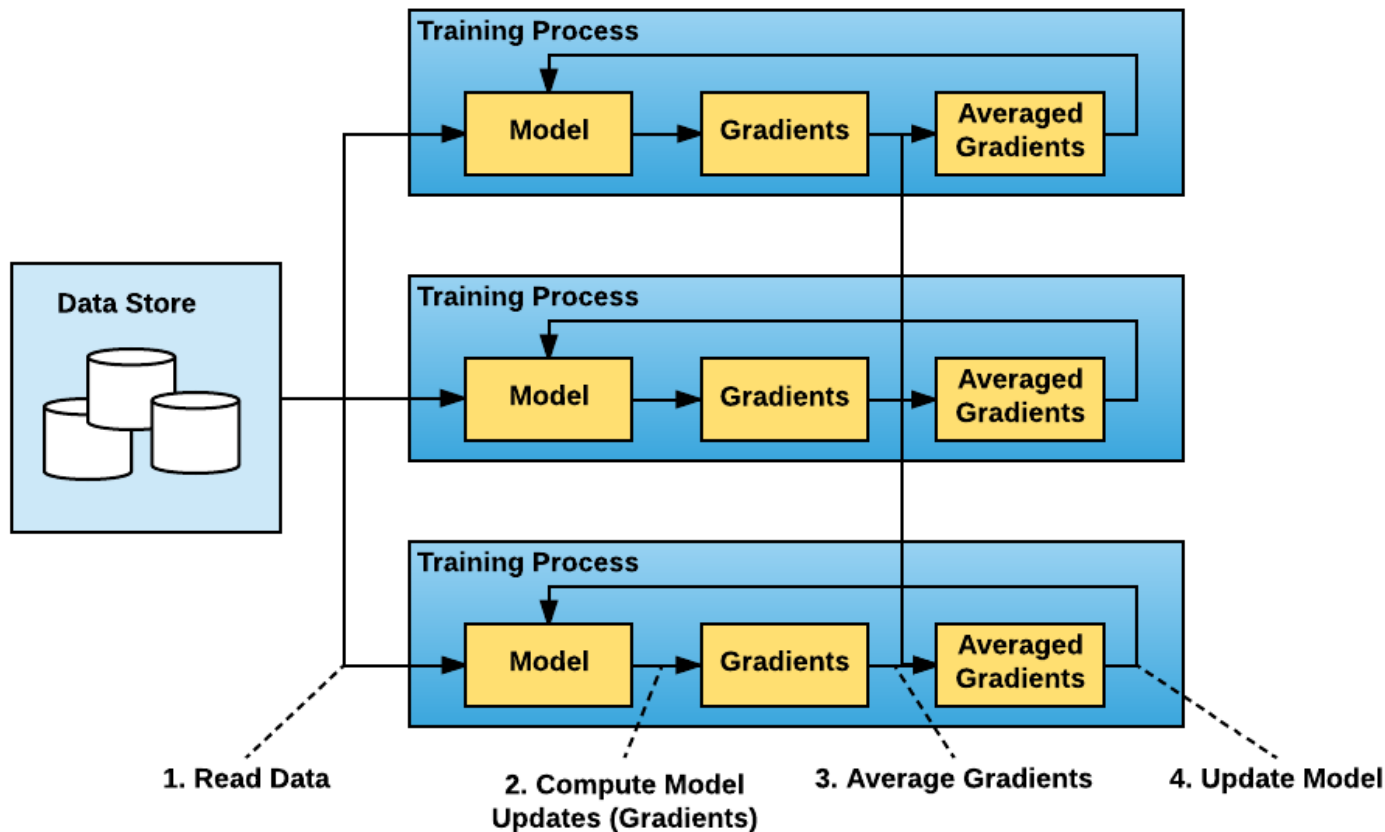 Training Process
Model
Gradients
Averaged
Gradients
Data Store
Training Process
Model
Gradients
Averaged
Gradients
Training Process
Model
Gradients
Averaged
Gradients
1. Read Data
2. Compute Model
Updates (Gradients)
3. Average Gradients
4. Update Model